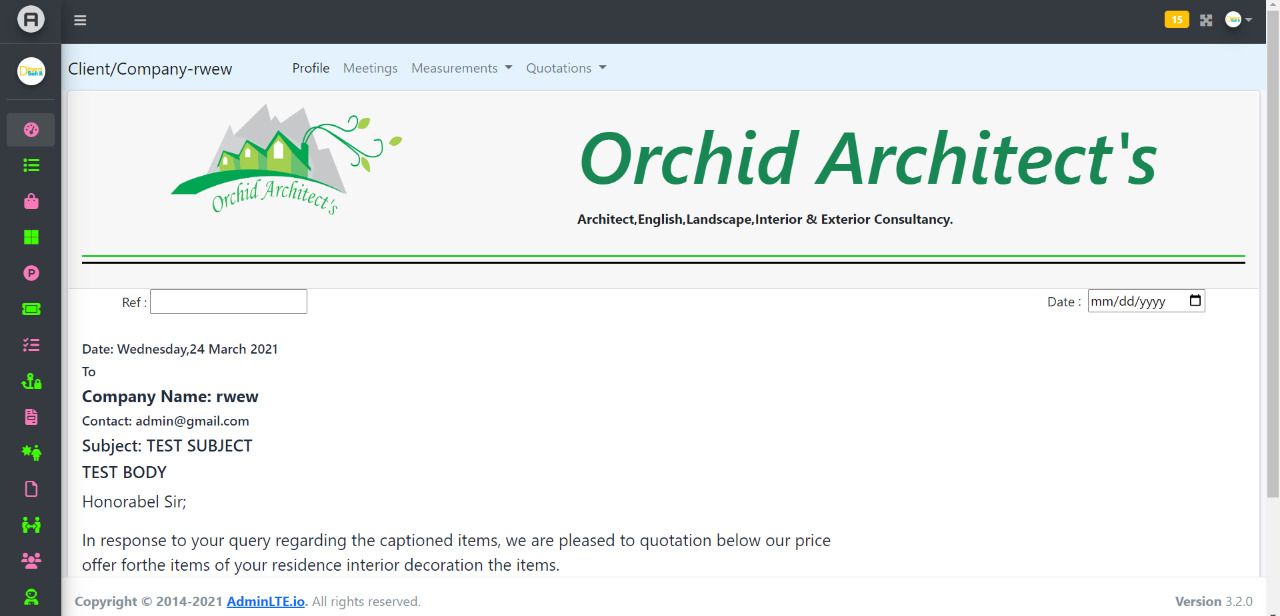 15
Client/Company-rwew
Profile
Meetings
Measurements
Quotations
Orchid Architect's
Orchid Architect's
Architect,English,Landscape,Interior & Exterior Consultancy.
Ref :
Date :
mm/dd/yyyy
Date: Wednesday,24 March 2021
To
Company Name: rwew
Contact: admin@gmail.com
Subject: TEST SUBJECT
TEST BODY
Honorabel Sir;
In response to your query regarding the captioned items, we are pleased to quotation below our price
offer forthe items of your residence interior decoration the items.
Copyright © 2014-2021 AdminLTE.io. All rights reserved.
Version 3.2.0